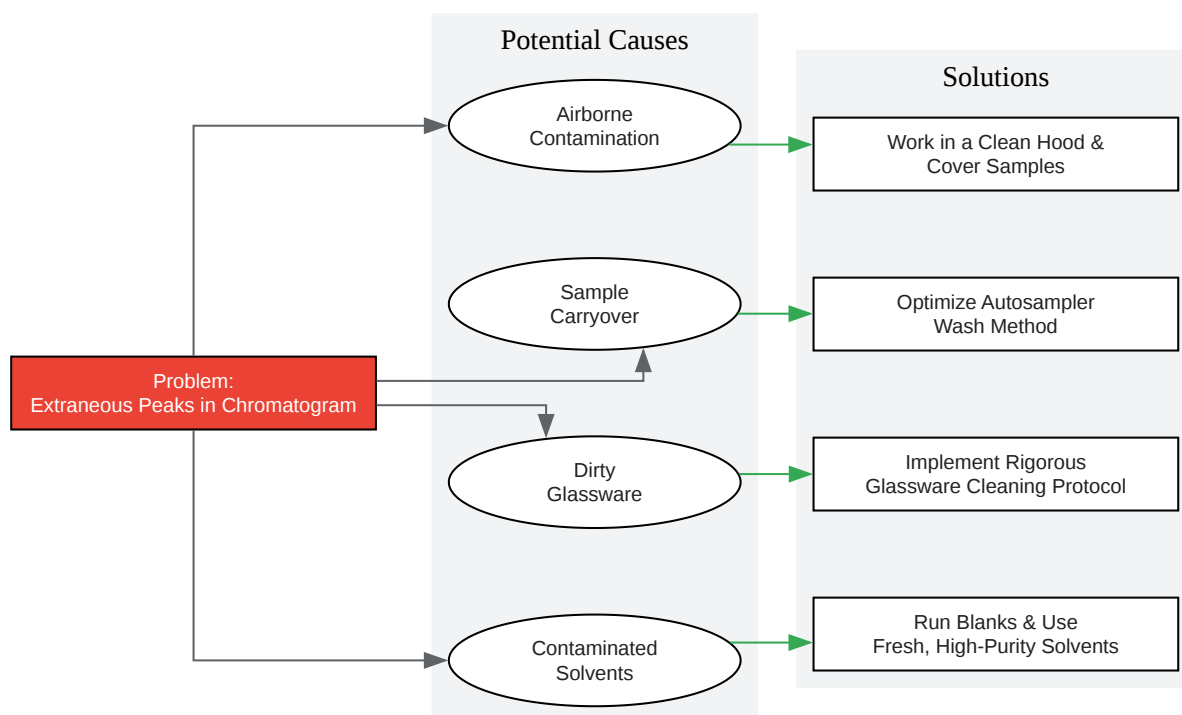 Potential Causes
Solutions
Airborne
Contamination
Work in a Clean Hood &
Cover Samples
Sample
Carryover
Optimize Autosampler
Wash Method
Problem:
Extraneous Peaks in Chromatogram
Dirty
Glassware
Implement Rigorous
Glassware Cleaning Protocol
Contaminated
Solvents
Run Blanks & Use
Fresh, High-Purity Solvents